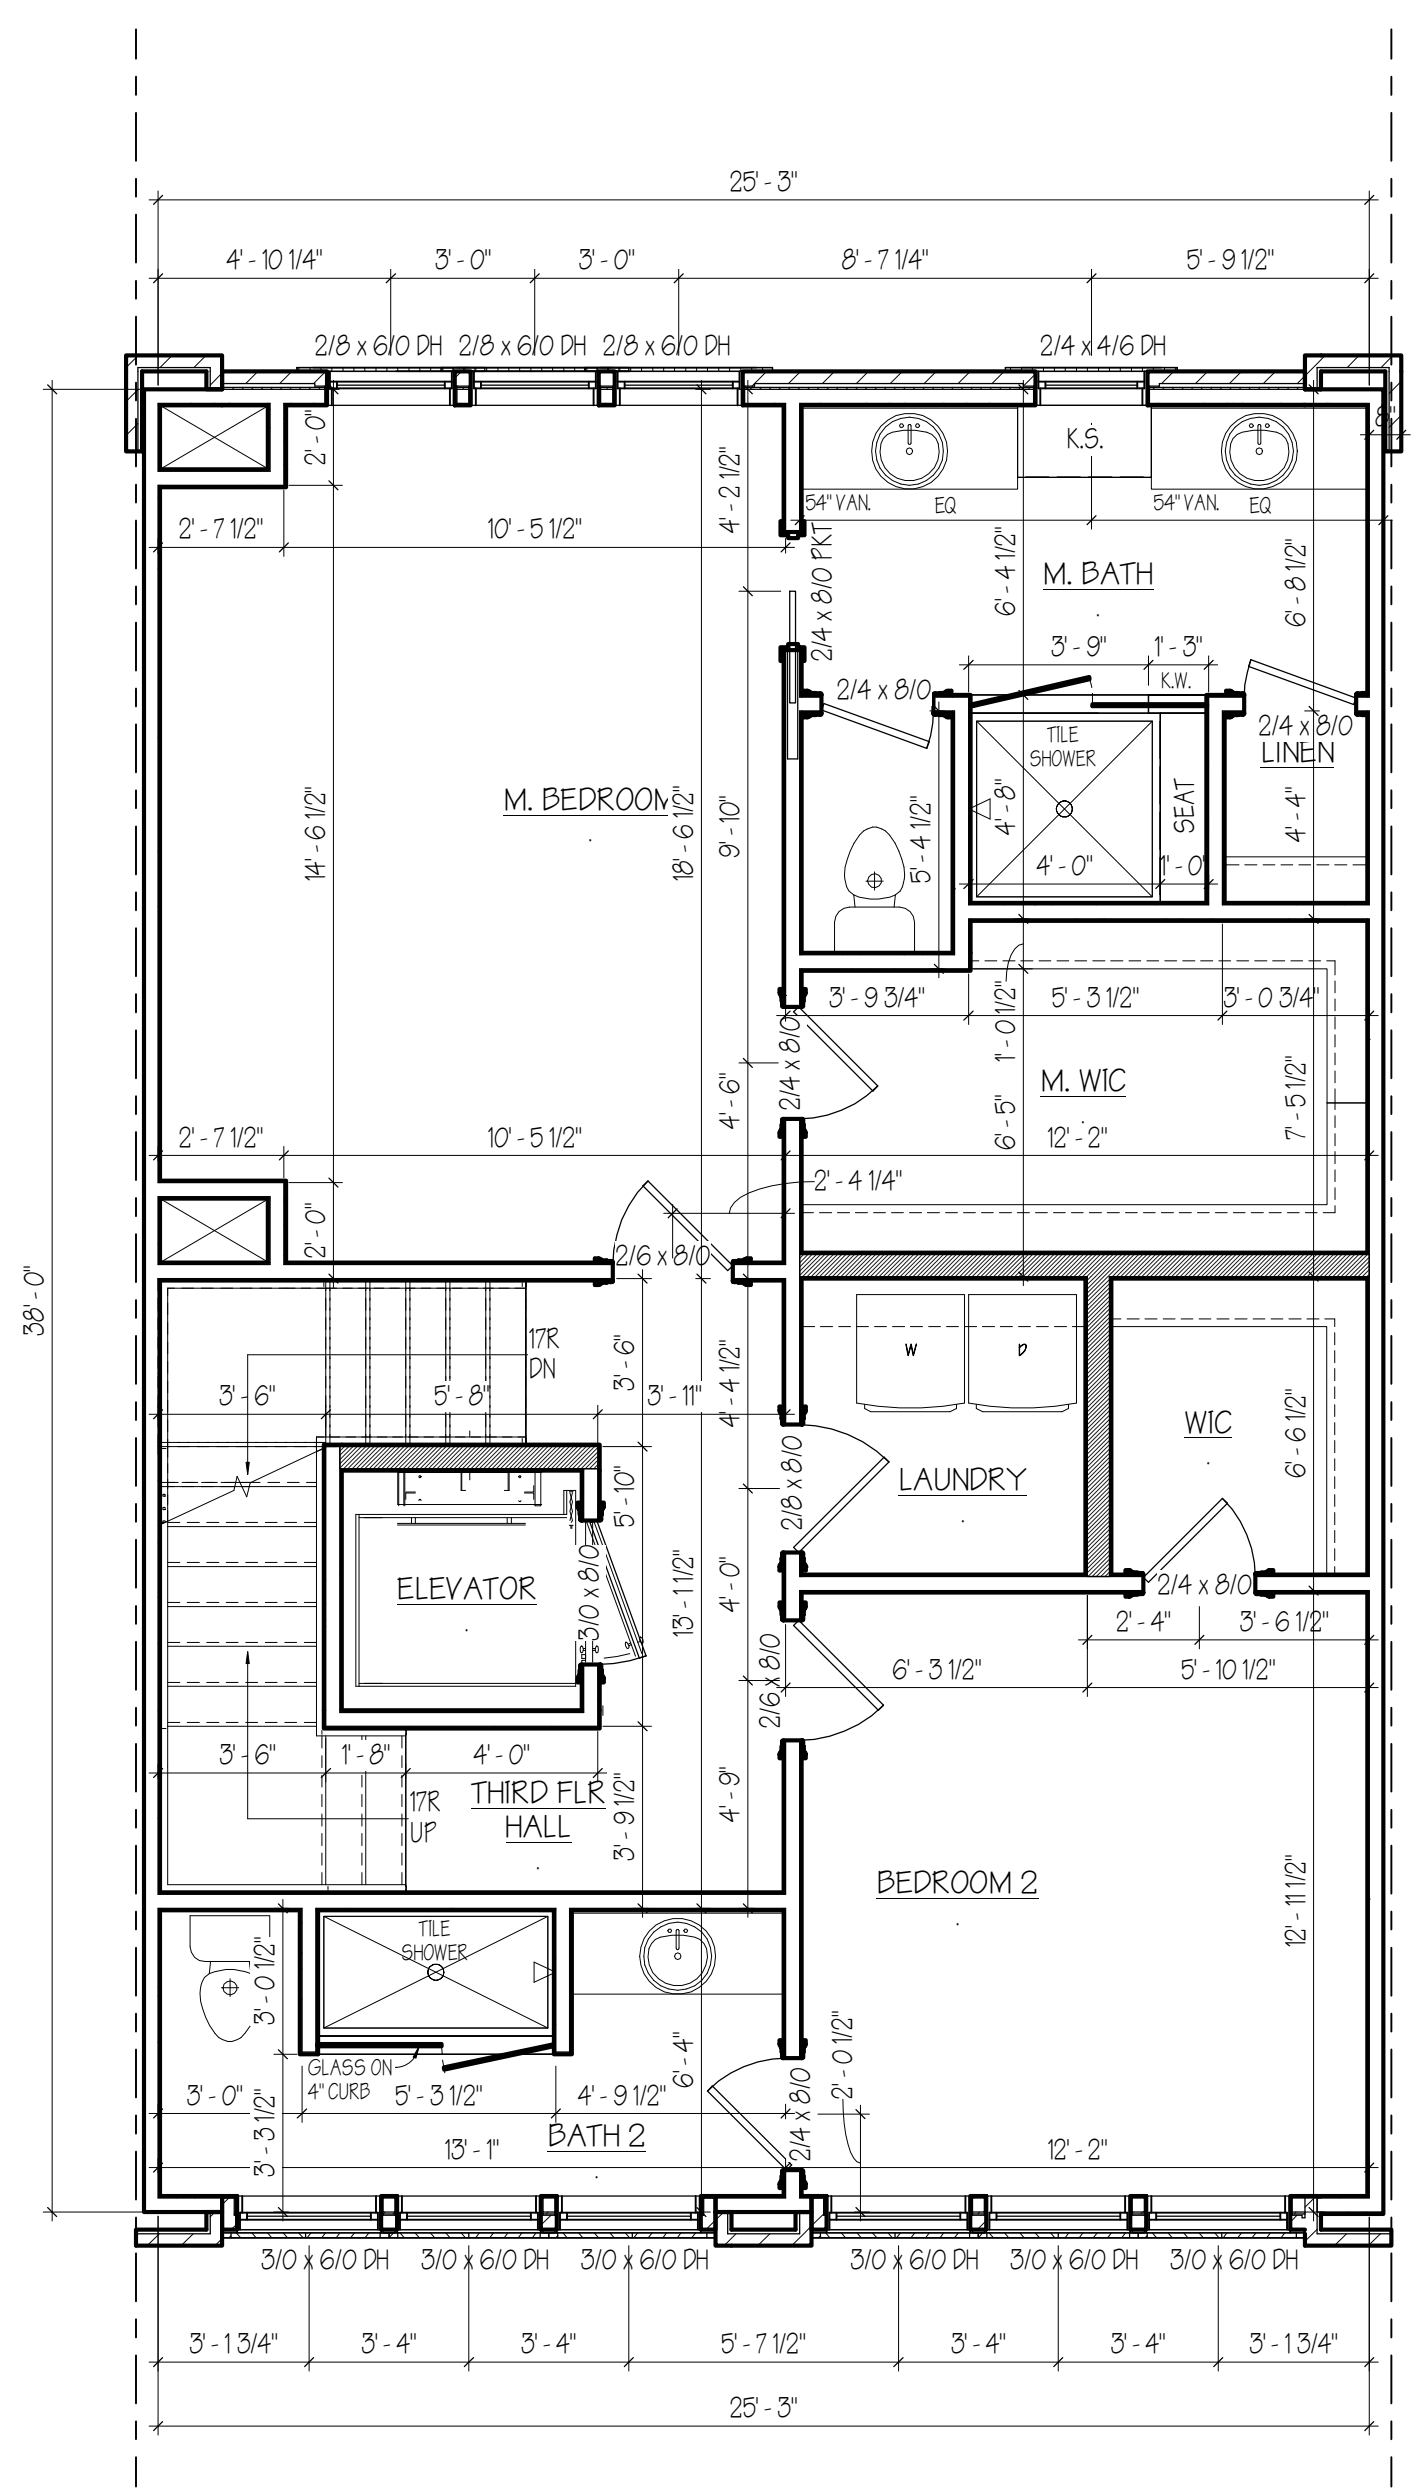 25' - 3"
4' - 10 1/4"
3' - 0"
3' - 0"
8' - 7 1/4"
5' - 9 1/2"
2/8 x 6/0 DH
2/8 x 6/0 DH
2/8 x 6/0 DH
2/4 x 4/6 DH
8"
2' - 0"
K.S.
4' - 2 1/2"
54" VAN.
EQ
54" VAN.
EQ
2' - 7 1/2"
10' - 5 1/2"
2/4 x 8/0 PKT
6' - 4 1/2"
M. BATH
6' - 8 1/2"
3' - 9"
1' - 3"
K.W.
2/4 x 8/0
2/4 x 8/0
LINEN
TILE
SHOWER
M. BEDROOM
14' - 6 1/2"
18' - 6 1/2"
9' - 10"
5' - 4 1/2"
4' - 8"
SEAT
4' - 4"
4' - 0"
1' - 0"
3' - 9 3/4"
1' - 0 1/2"
5' - 3 1/2"
3' - 0 3/4"
2/4 x 8/0
M. WIC
4' - 6"
6' - 5"
7' - 5 1/2"
2' - 7 1/2"
10' - 5 1/2"
12' - 2"
2' - 4 1/4"
2' - 0"
2/6 x 8/0
38' - 0"
17R
DN
3' - 6"
4' - 4 1/2"
W
D
3' - 6"
5' - 8"
3' - 11"
WIC
6' - 6 1/2"
5' - 10"
2/8 x 8/0
LAUNDRY
ELEVATOR
3/0 x 8/0
13' - 1 1/2"
4' - 0"
2/4 x 8/0
2' - 4"
3' - 6 1/2"
2/6 x 8/0
6' - 3 1/2"
5' - 10 1/2"
3' - 6"
1' - 8"
4' - 0"
THIRD FLR
HALL
17R
UP
3' - 9 1/2"
4' - 9"
BEDROOM 2
12' - 11 1/2"
TILE
SHOWER
3' - 0 1/2"
GLASS ON
4" CURB
6' - 4"
2' - 0 1/2"
3' - 0"
3' - 3 1/2"
5' - 3 1/2"
4' - 9 1/2"
2/4 x 8/0
BATH 2
13' - 1"
12' - 2"
3/0 x 6/0 DH
3/0 x 6/0 DH
3/0 x 6/0 DH
3/0 x 6/0 DH
3/0 x 6/0 DH
3/0 x 6/0 DH
3' - 1 3/4"
3' - 4"
3' - 4"
5' - 7 1/2"
3' - 4"
3' - 4"
3' - 1 3/4"
25' - 3"